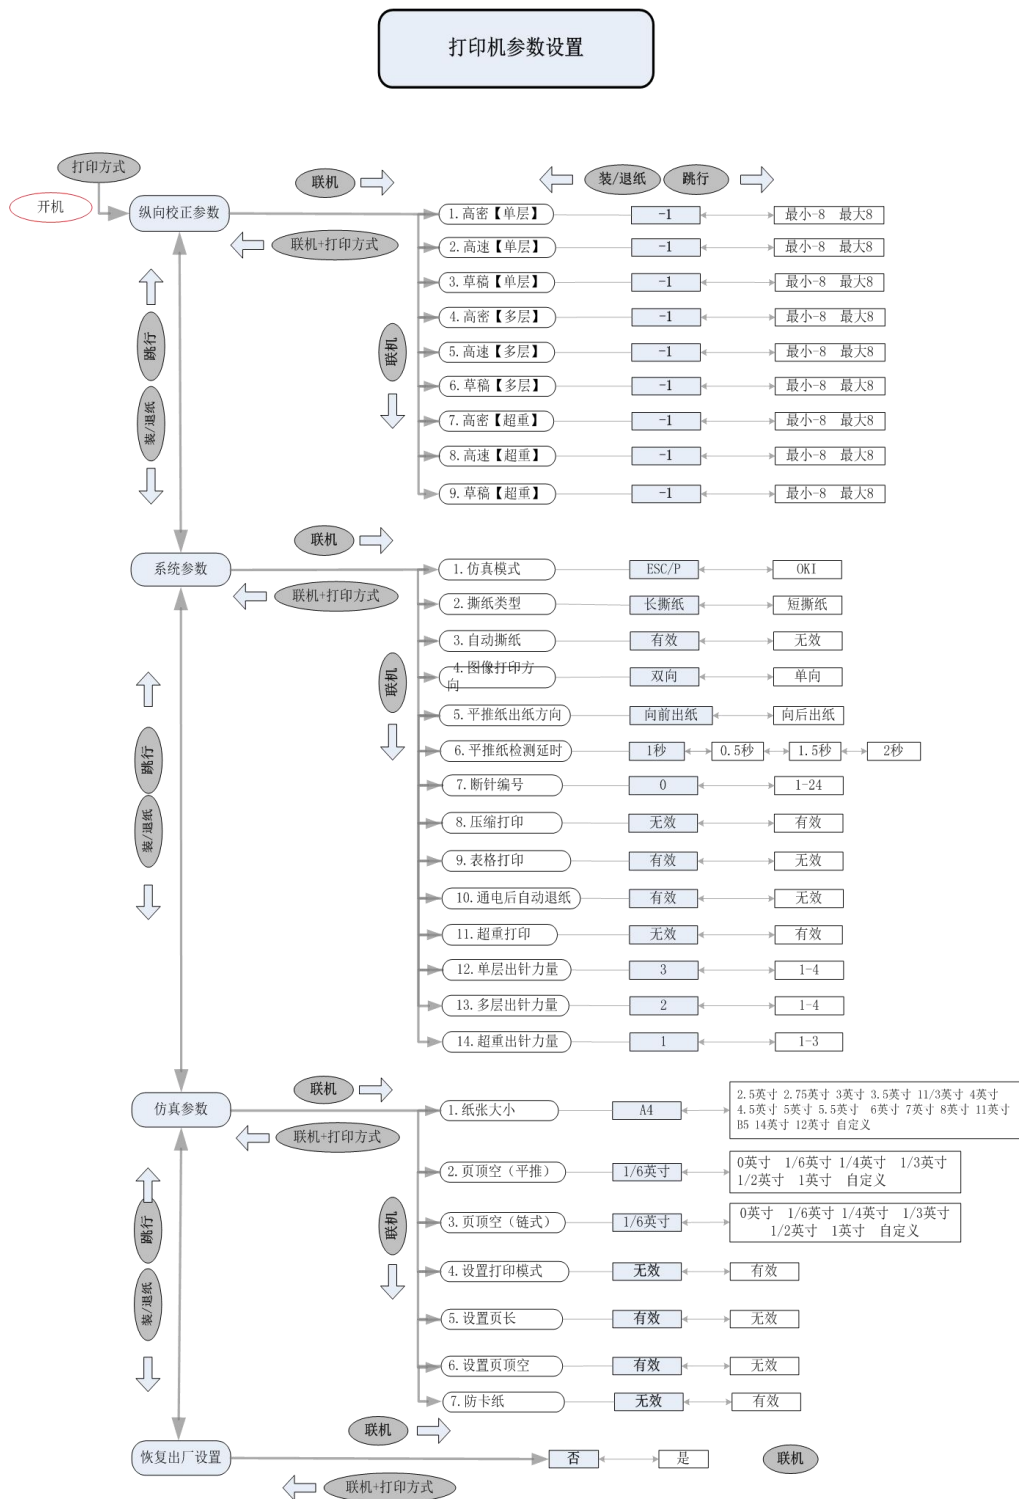 打印机参数设置
打印方式
开机
联机
装/退纸
跳行
纵向校正参数
联机+打印方式
1.高密【单层】
-1
最小-8 最大8
2.高速【单层】
-1
最小-8 最大8
3.草稿【单层】
-1
最小-8 最大8
跳行
联机
4.高密【多层】
-1
最小-8 最大8
5.高速【多层】
-1
最小-8 最大8
6.草稿【多层】
-1
最小-8 最大8
装/退纸
7.高密【超重】
-1
最小-8 最大8
8.高速【超重】
-1
最小-8 最大8
9.草稿【超重】
-1
最小-8 最大8
联机
系统参数
联机+打印方式
1.仿真模式
ESC/P
OKI
2.撕纸类型
长撕纸
短撕纸
3.自动撕纸
有效
无效
联机
4.图像打印方
向
双向
单向
5.平推纸出纸方向
向前出纸
向后出纸
跳行
6.平推纸检测延时
1秒
0.5秒
1.5秒
2秒
7.断针编号
0
1-24
装/退纸
8.压缩打印
无效
有效
9.表格打印
有效
无效
10.通电后自动退纸
有效
无效
11.超重打印
无效
有效
12.单层出针力量
3
1-4
13.多层出针力量
2
1-4
14.超重出针力量
1
1-3
联机
仿真参数
联机+打印方式
1.纸张大小
A4
2.5英寸 2.75英寸 3英寸 3.5英寸 11/3英寸 4英寸
4.5英寸 5英寸 5.5英寸 6英寸 7英寸 8英寸 11英寸
B5 14英寸 12英寸 自定义
2.页顶空（平推）
1/6英寸
0英寸 1/6英寸 1/4英寸 1/3英寸
1/2英寸 1英寸 自定义
跳行
联机
3.页顶空（链式）
1/6英寸
0英寸 1/6英寸 1/4英寸 1/3英寸
1/2英寸 1英寸 自定义
4.设置打印模式
无效
有效
装/退纸
5.设置页长
有效
无效
6.设置页顶空
有效
无效
7.防卡纸
无效
有效
联机
恢复出厂设置
否
是
联机
联机+打印方式